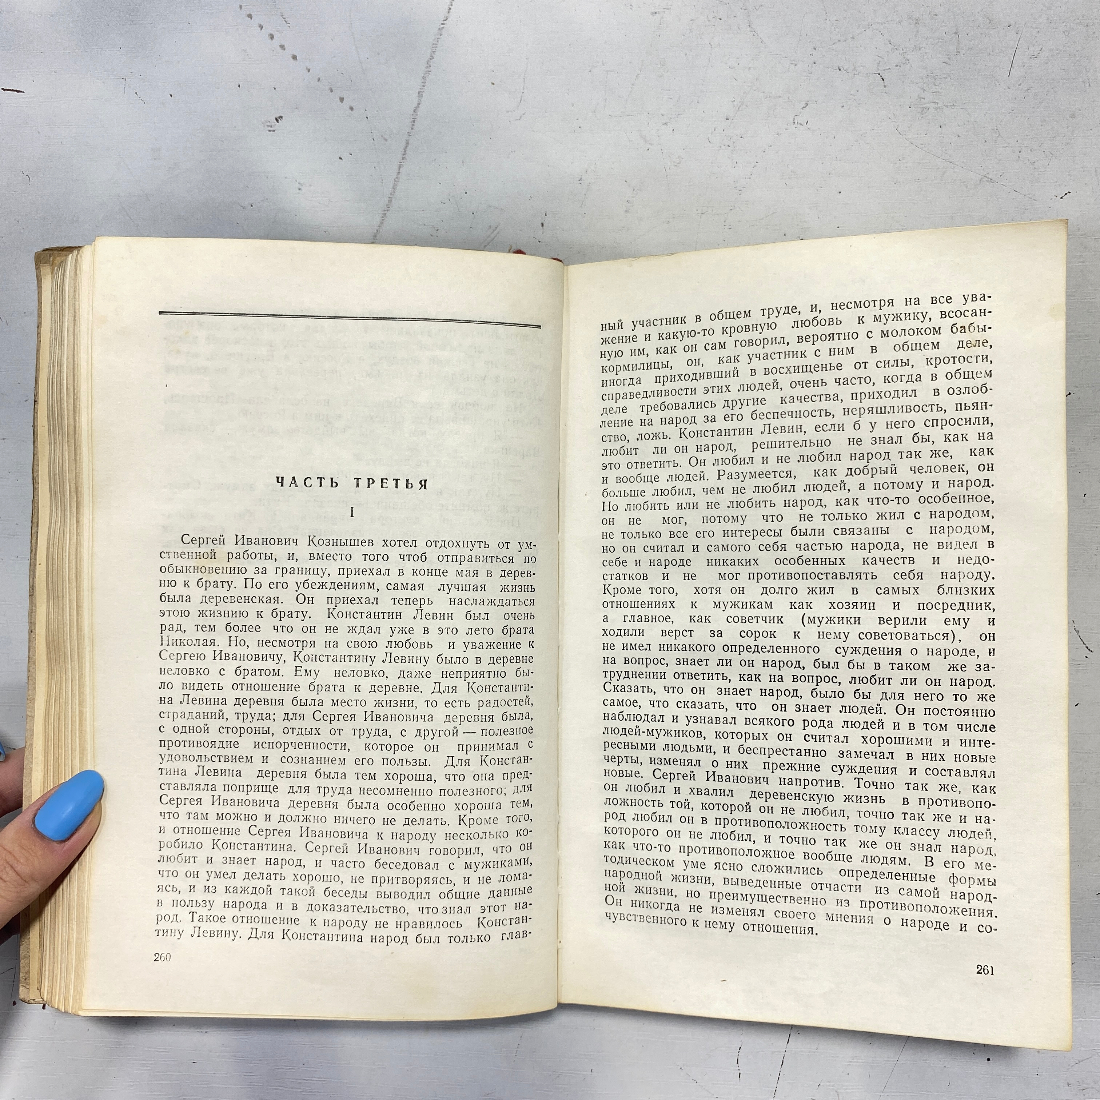 ЧАСТЬ ТРЕТЬЯ
I
Сергей Иванович Кознышев хотел отдохнуть от ум-
ственной работы, и, вместо того чтоб отправиться по
обыкновению за границу, приехал в конце мая в дерев-
ню к брату. По его убеждениям, самая лучшая жизнь
была деревенская. Он приехал теперь наслаждаться
этою жизнию к брату. Константин Левин был очень
рад, тем более что он не ждал уже в это лето брата
Николая. Но, несмотря на свою любовь и уважение к
Сергею Ивановичу, Константину Левину было в деревне
неловко с братом. Ему неловко, даже неприятно бы-
ло видеть отношение брата к деревне. Для Константи-
на Левина деревня была место жизни, то есть радостей,
страданий, труда; для Сергея Ивановича деревня была,
с одной стороны, отдых от труда, с другой — полезное
противоядие испорченности, которое он принимал с
удовольствием и сознанием его пользы. Для Констан-
тина Левина деревня была тем хороша, что она пред-
ставляла поприще для труда несомненно полезного; для
Сергея Ивановича деревня была особенно хороша тем,
что там можно и должно ничего не делать. Кроме того,
и отношение Сергея Ивановича к народу несколько ко-
робило Константина. Сергей Иванович говорил, что он
любит и знает народ, и часто беседовал с мужиками,
что он умел делать хорошо, не притворяясь, и не лома-
ясь, и из каждой такой беседы выводил общие данные
в пользу народа и в доказательство, что знал этот на-
род. Такое отношение к народу не нравилось Констан-
тину Левину. Для Константина народ был только глав-
260
ный участник в общем труде, и, несмотря на все ува-
жение и какую-то кровную любовь к мужику, всосан-
ную им, как он сам говорил, вероятно с молоком бабы-
кормилицы, он, как участник с ним в общем деле,
иногда приходивший в восхищенье от силы, кротости,
справедливости этих людей, очень часто, когда в общем
деле требовались другие качества, приходил в озлоб-
ление на народ за его беспечность, неряшливость, пьян-
ство, ложь. Константин Левин, если б у него спросили,
любит ли он народ, решительно не знал бы, как на
это ответить. Он любил и не любил народ так же, как
и вообще людей. Разумеется, как добрый человек, он
больше любил, чем не любил людей, а потому и народ.
Но любить или не любить народ, как что-то особенное,
он не мог, потому что не только жил с народом,
не только все его интересы были связаны с народом,
но он считал и самого себя частью народа, не видел в
себе и народе никаких особенных качеств и недо-
статков и не мог противопоставлять себя народу.
Кроме того, хотя он долго жил в самых близких
отношениях к мужикам как хозяин и посредник,
а главное, как советчик (мужики верили ему и
ходили верст за сорок к нему советоваться), он
не имел никакого определенного суждения о народе, и
на вопрос, знает ли он народ, был бы в таком же за-
труднении ответить, как на вопрос, любит ли он народ.
Сказать, что он знает народ, было бы для него то же
самое, что сказать, что он знает людей. Он постоянно
наблюдал и узнавал всякого рода людей и в том числе
людей-мужиков, которых он считал хорошими и инте-
ресными людьми, и беспрестанно замечал в них новые
черты, изменял о них прежние суждения и составлял
новые. Сергей Иванович напротив. Точно так же, как
он любил и хвалил деревенскую жизнь в противопо-
ложность той, которой он не любил, точно так же и на-
род любил он в противоположность тому классу людей,
которого он не любил, и точно так же он знал народ,
как что-то противоположное вообще людям. В его ме-
тодическом уме ясно сложились определенные формы
народной жизни, выведенные отчасти из самой народ-
ной жизни, но преимущественно из противоположения.
Он никогда не изменял своего мнения о народе и со-
чувственного к нему отношения.
261